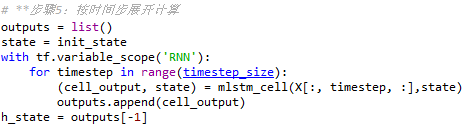 # **步骤5：按时间步展开计算
outputs = list()
state = init_state
with tf.variable_scope('RNN'):
    for timestep in range(timestep_size):
        (cell_output, state) = mlstm_cell(X[:, timestep, :],state)
        outputs.append(cell_output)
h_state = outputs[-1]